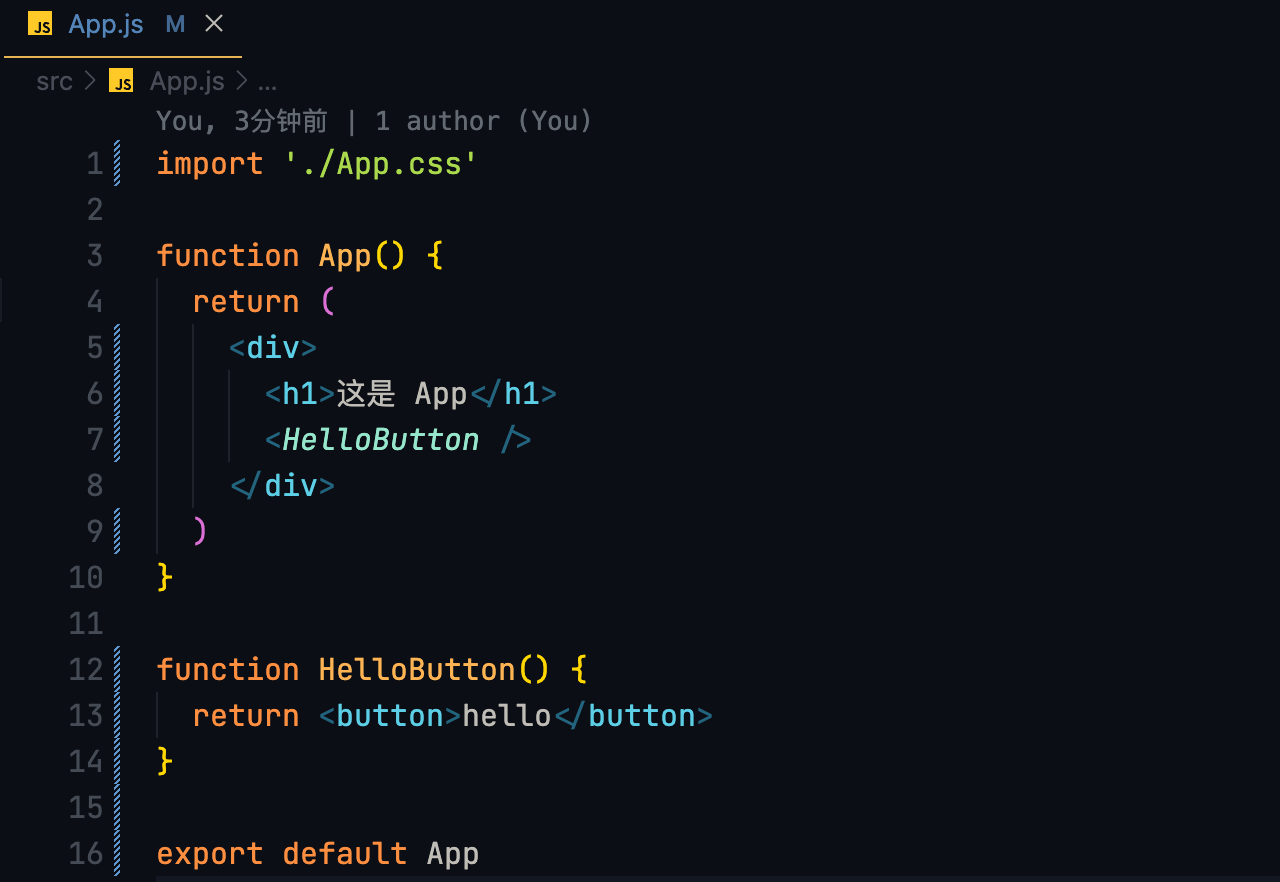 JS App.js M ×
src > JS App.js > ...
You, 3分钟前 | 1 author (You)
1 import './App.css'
2
3 function App() {
4   return (
5     <div>
6       <h1>这是 App</h1>
7       <HelloButton />
8     </div>
9   )
10 }
11
12 function HelloButton() {
13   return <button>hello</button>
14 }
15
16 export default App